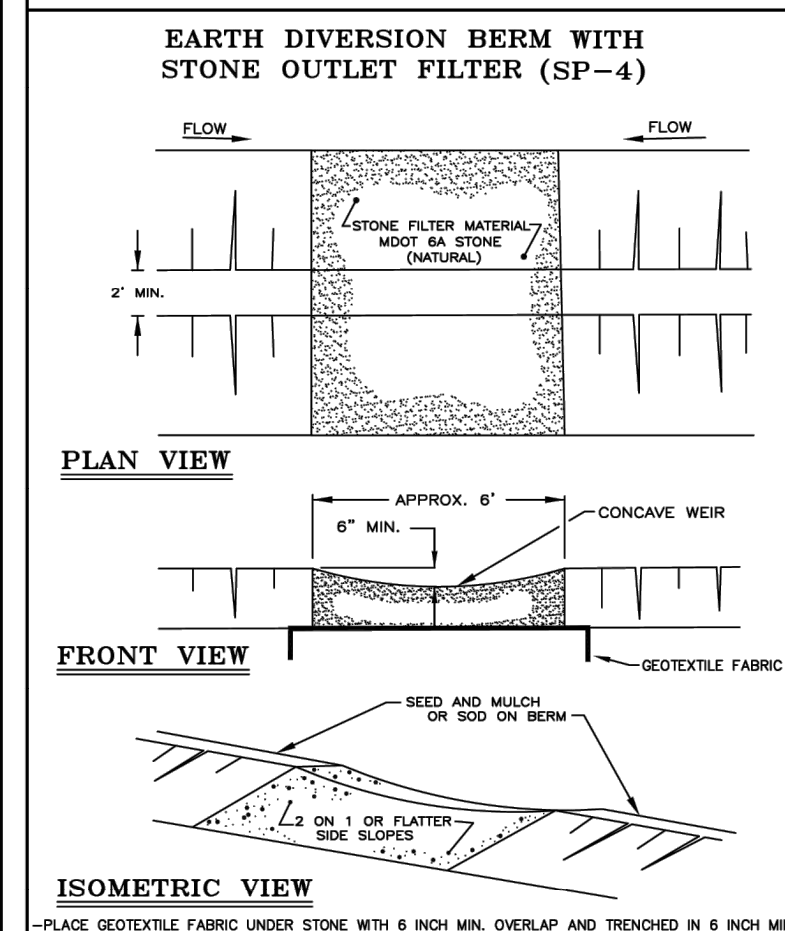 EARTH DIVERSION BERM WITH
STONE OUTLET FILTER (SP-4)
FLOW
FLOW
STONE FILTER MATERIAL
MDOT 6A STONE
(NATURAL)
2' MIN.
PLAN VIEW
APPROX. 6'
6" MIN.
CONCAVE WEIR
FRONT VIEW
GEOTEXTILE FABRIC
SEED AND MULCH
OR SOD ON BERM
2 ON 1 OR FLATTER
SIDE SLOPES
ISOMETRIC VIEW
-PLACE GEOTEXTILE FABRIC UNDER STONE WITH 6 INCH MIN. OVERLAP AND TRENCHED IN 6 INCH